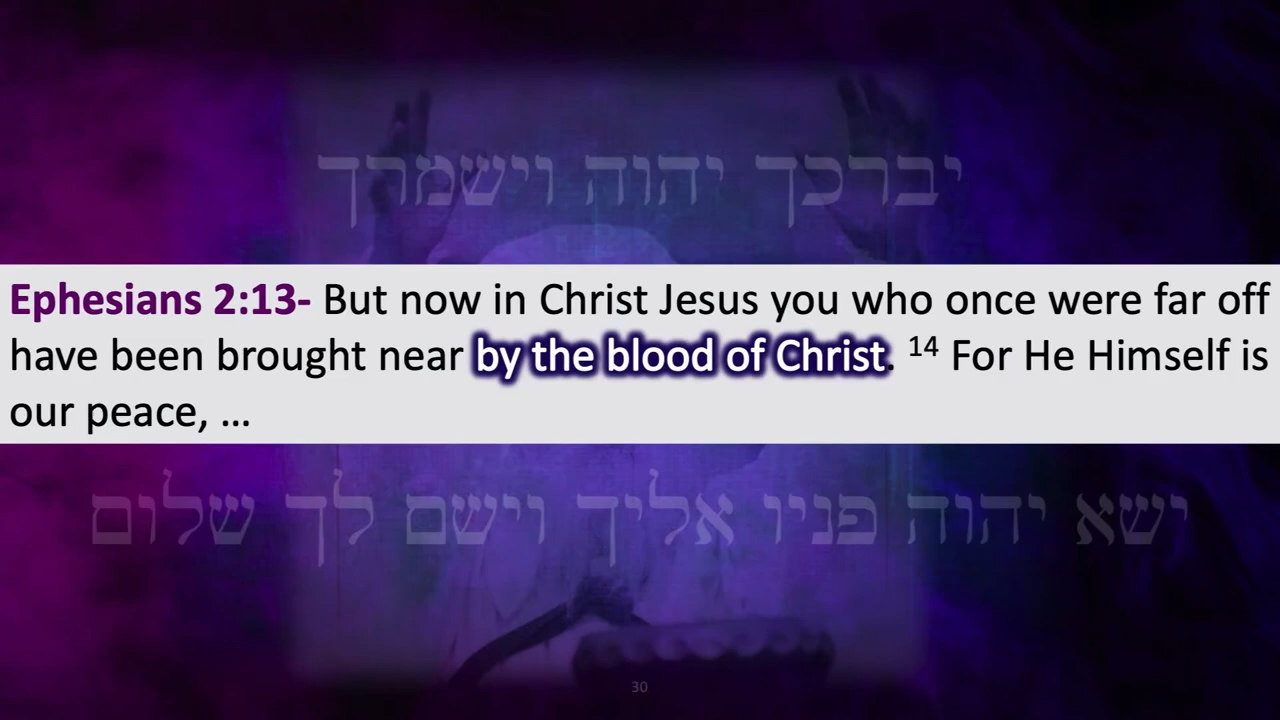 יברכך יהוה וישמרך
Ephesians 2:13- But now in Christ Jesus you who once were far off
have been brought near by the blood of Christ. 14 For He Himself is
our peace, ...
ישא יהוה פניו אליך וישם לך שלום
30